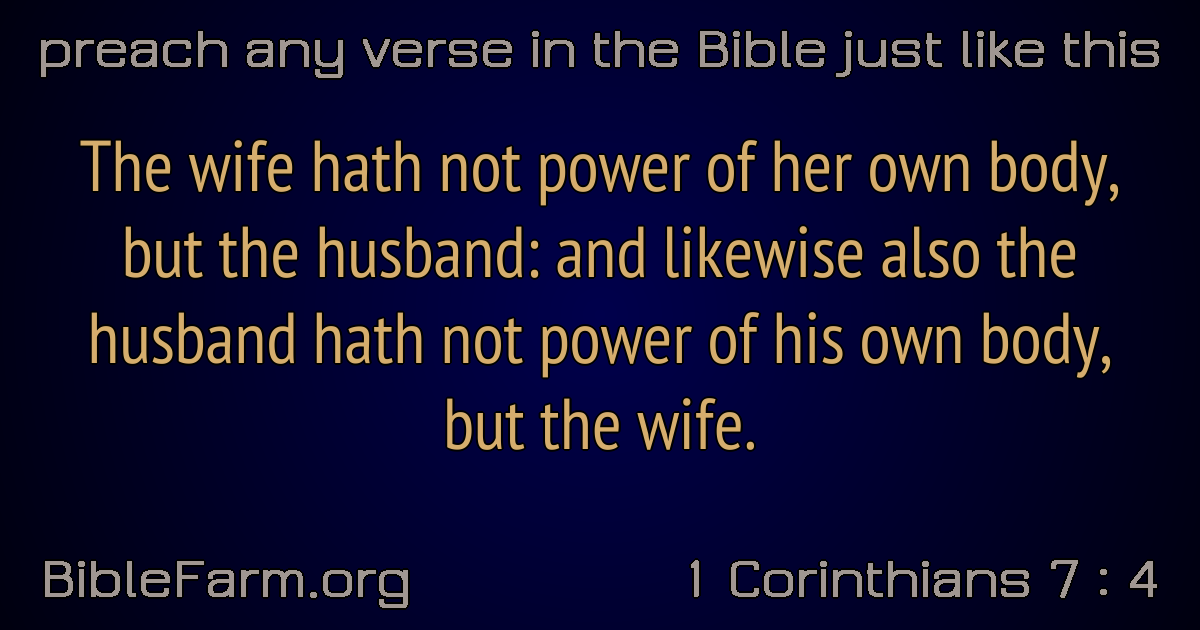 preach any verse in the Bible just like this
The wife hath not power of her own body,
but the husband: and likewise also the
husband hath not power of his own body,
but the wife.
BibleFarm.org
1 Corinthians 7 : 4